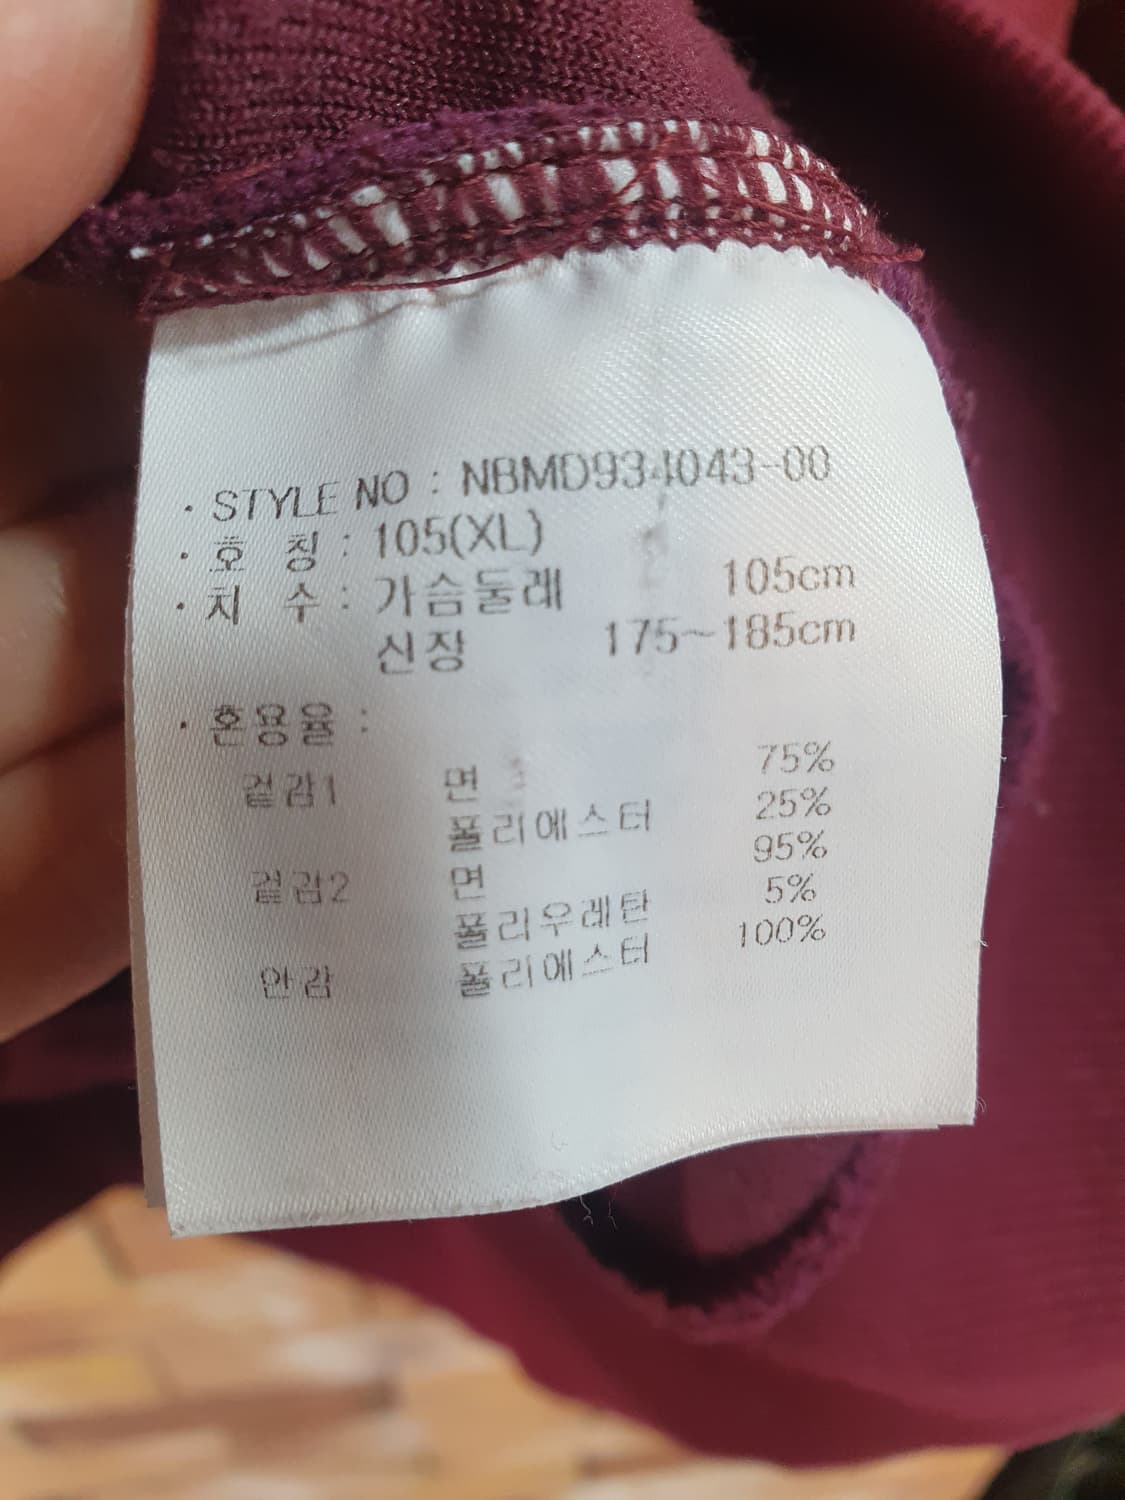 · STYLE NO : NBMD934043-00
· 호 칭 : 105(XL)
· 치 수 : 가슴둘레 105cm
신장 175~185cm
· 혼용율 :
겉감1 면 75%
폴리에스터 25%
겉감2 면 95%
폴리우레탄 5%
안감 폴리에스터 100%